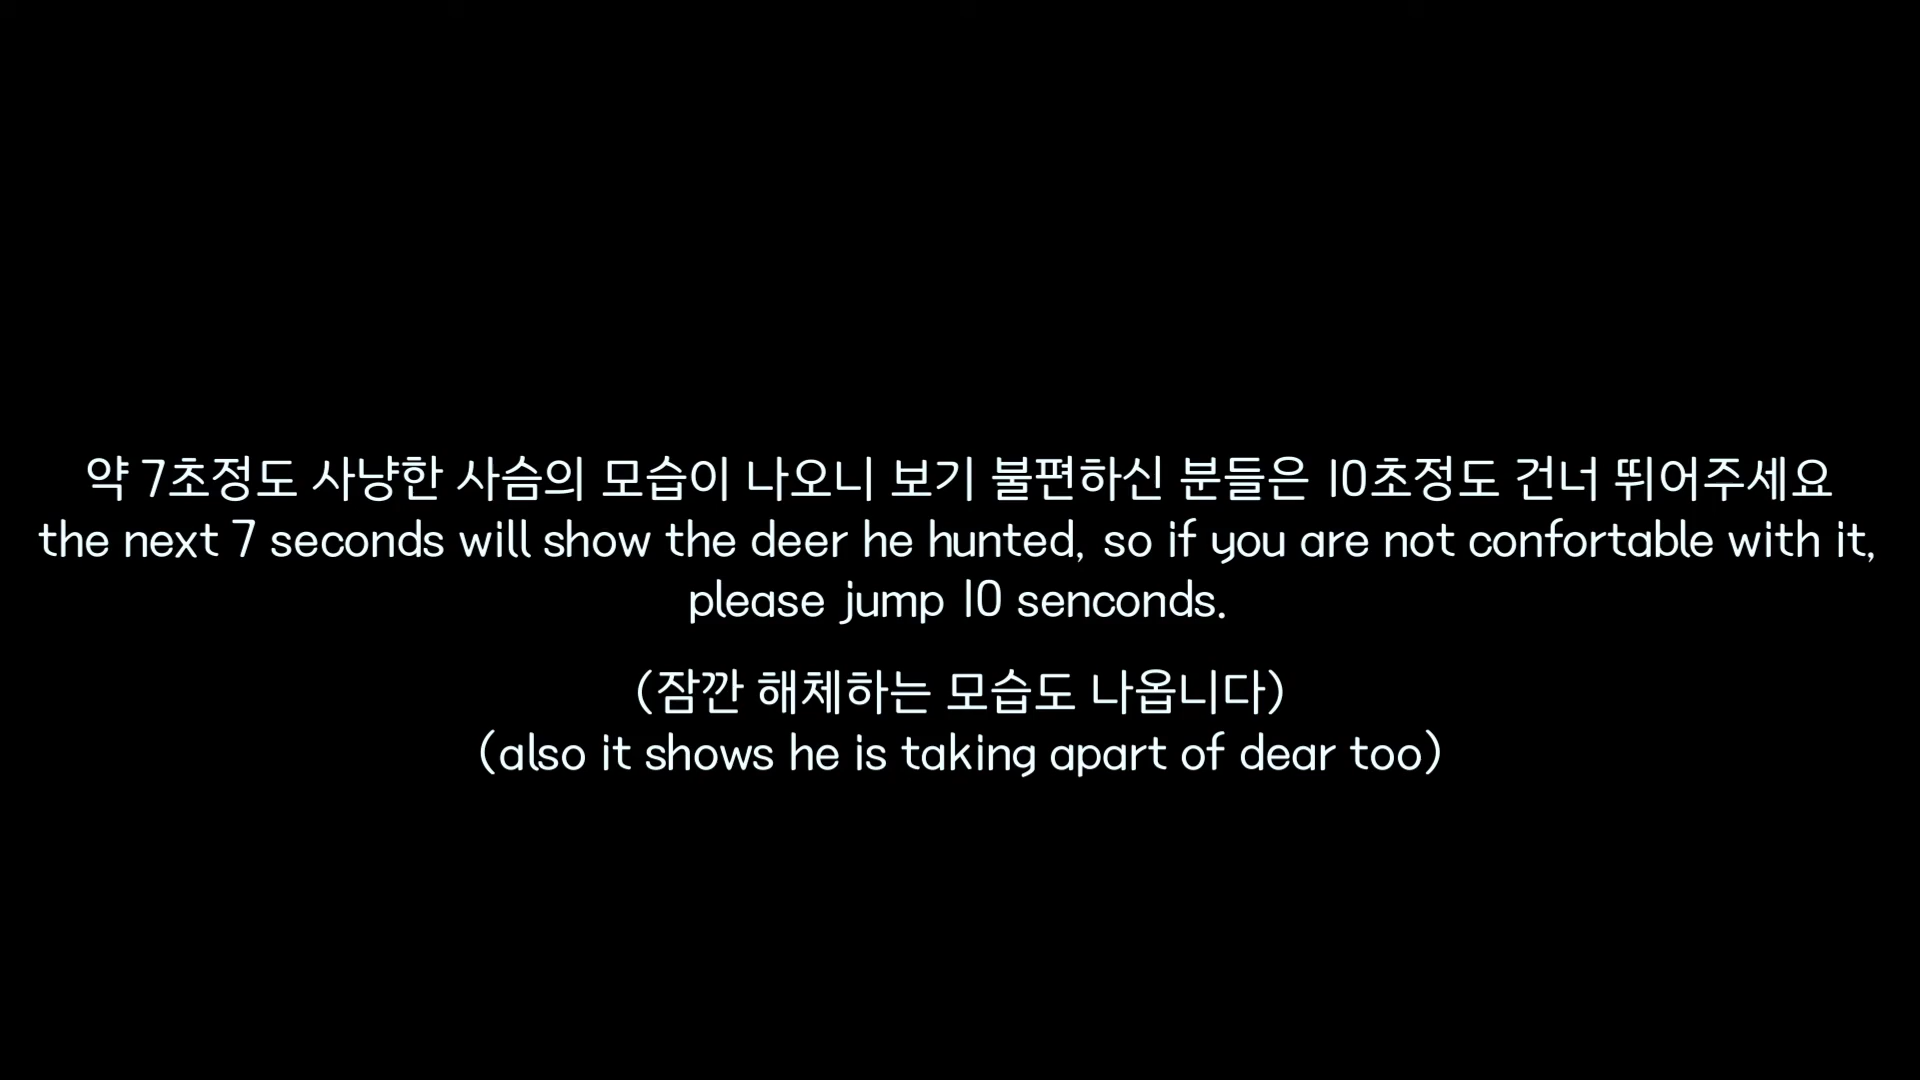 약 7초정도 사냥한 사슴의 모습이 나오니 보기 불편하신 분들은 10초정도 건너 뛰어주세요
the next 7 seconds will show the deer he hunted, so if you are not confortable with it,
please jump 10 senconds.
(잠깐 해체하는 모습도 나옵니다)
(also it shows he is taking apart of dear too)